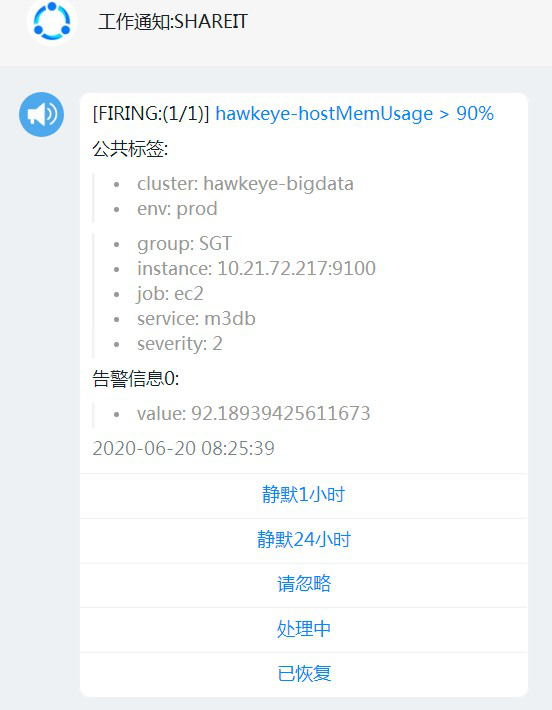 工作通知:SHAREIT
[FIRING:(1/1)] hawkeye-hostMemUsage > 90%
公共标签:
• cluster: hawkeye-bigdata
• env: prod
• group: SGT
• instance: 10.21.72.217:9100
• job: ec2
• service: m3db
• severity: 2
告警信息0:
• value: 92.18939425611673
2020-06-20 08:25:39
静默1小时
静默24小时
请忽略
处理中
已恢复